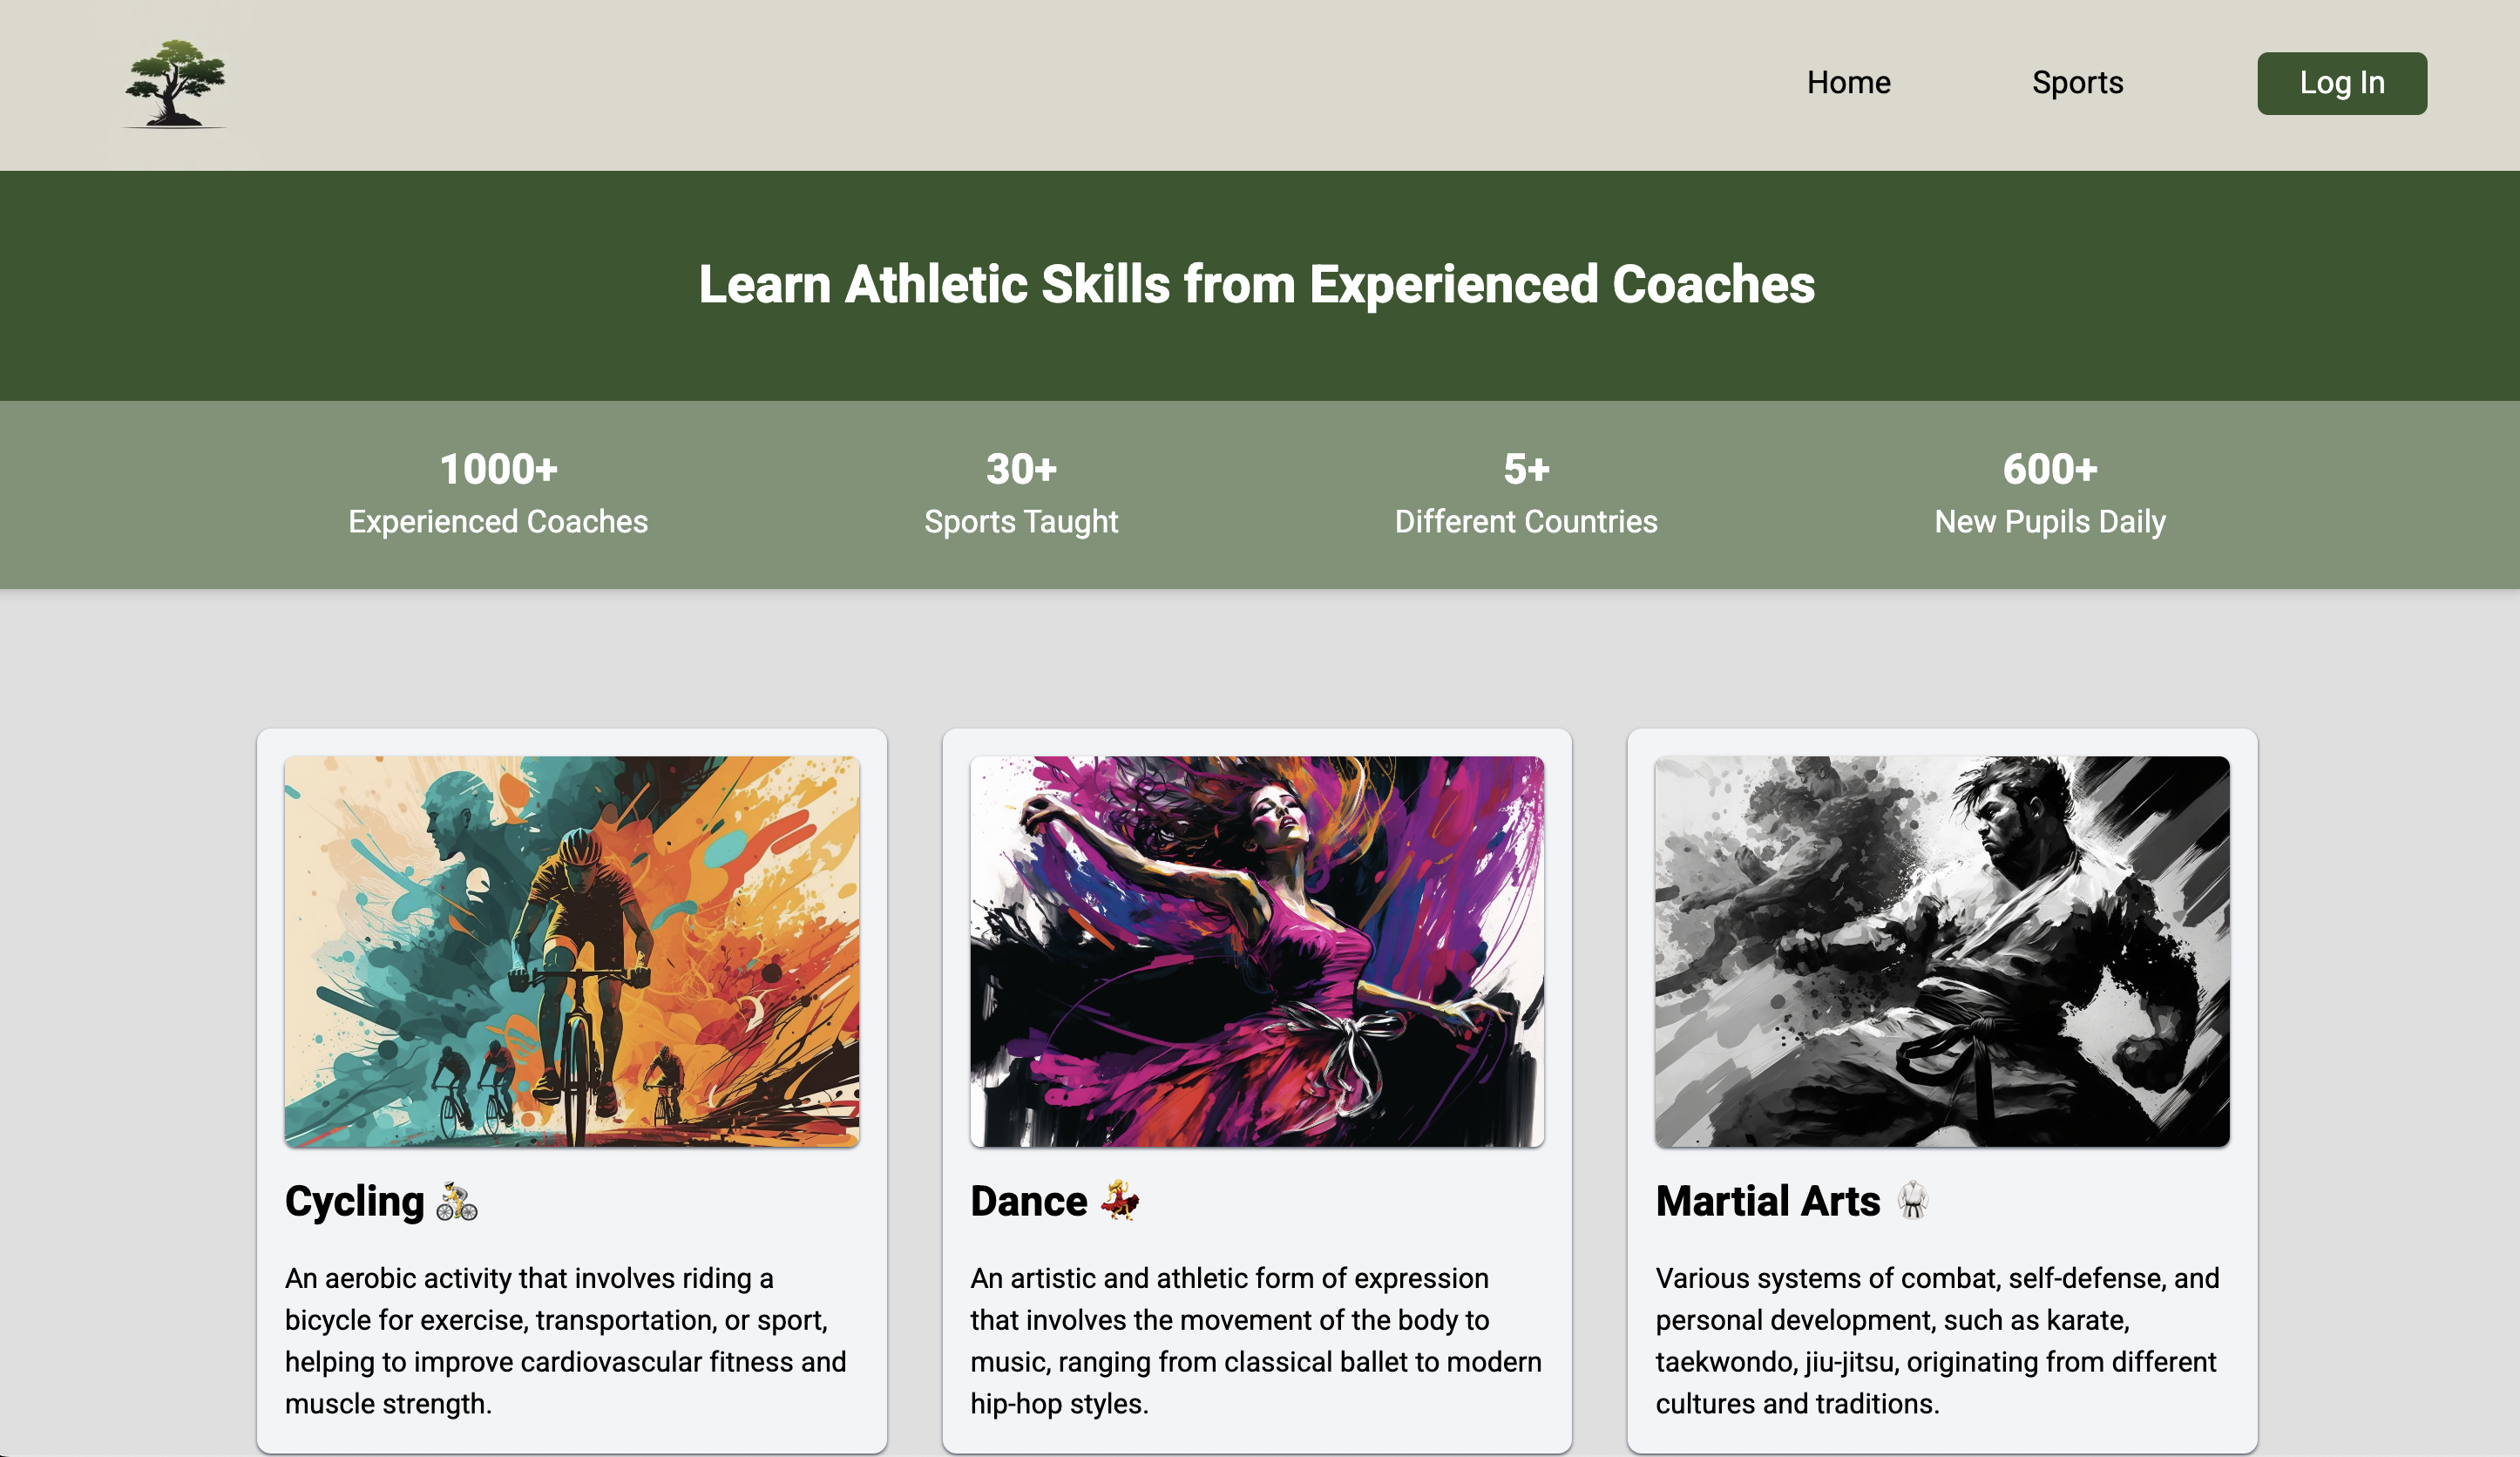 Home
Sports
Log In
Learn Athletic Skills from Experienced Coaches
1000+
Experienced Coaches
30+
Sports Taught
5+
Different Countries
600+
New Pupils Daily
Cycling 🚴
An aerobic activity that involves riding a
bicycle for exercise, transportation, or sport,
helping to improve cardiovascular fitness and
muscle strength.
Dance 💃
An artistic and athletic form of expression
that involves the movement of the body to
music, ranging from classical ballet to modern
hip-hop styles.
Martial Arts 🥋
Various systems of combat, self-defense, and
personal development, such as karate,
taekwondo, jiu-jitsu, originating from different
cultures and traditions.